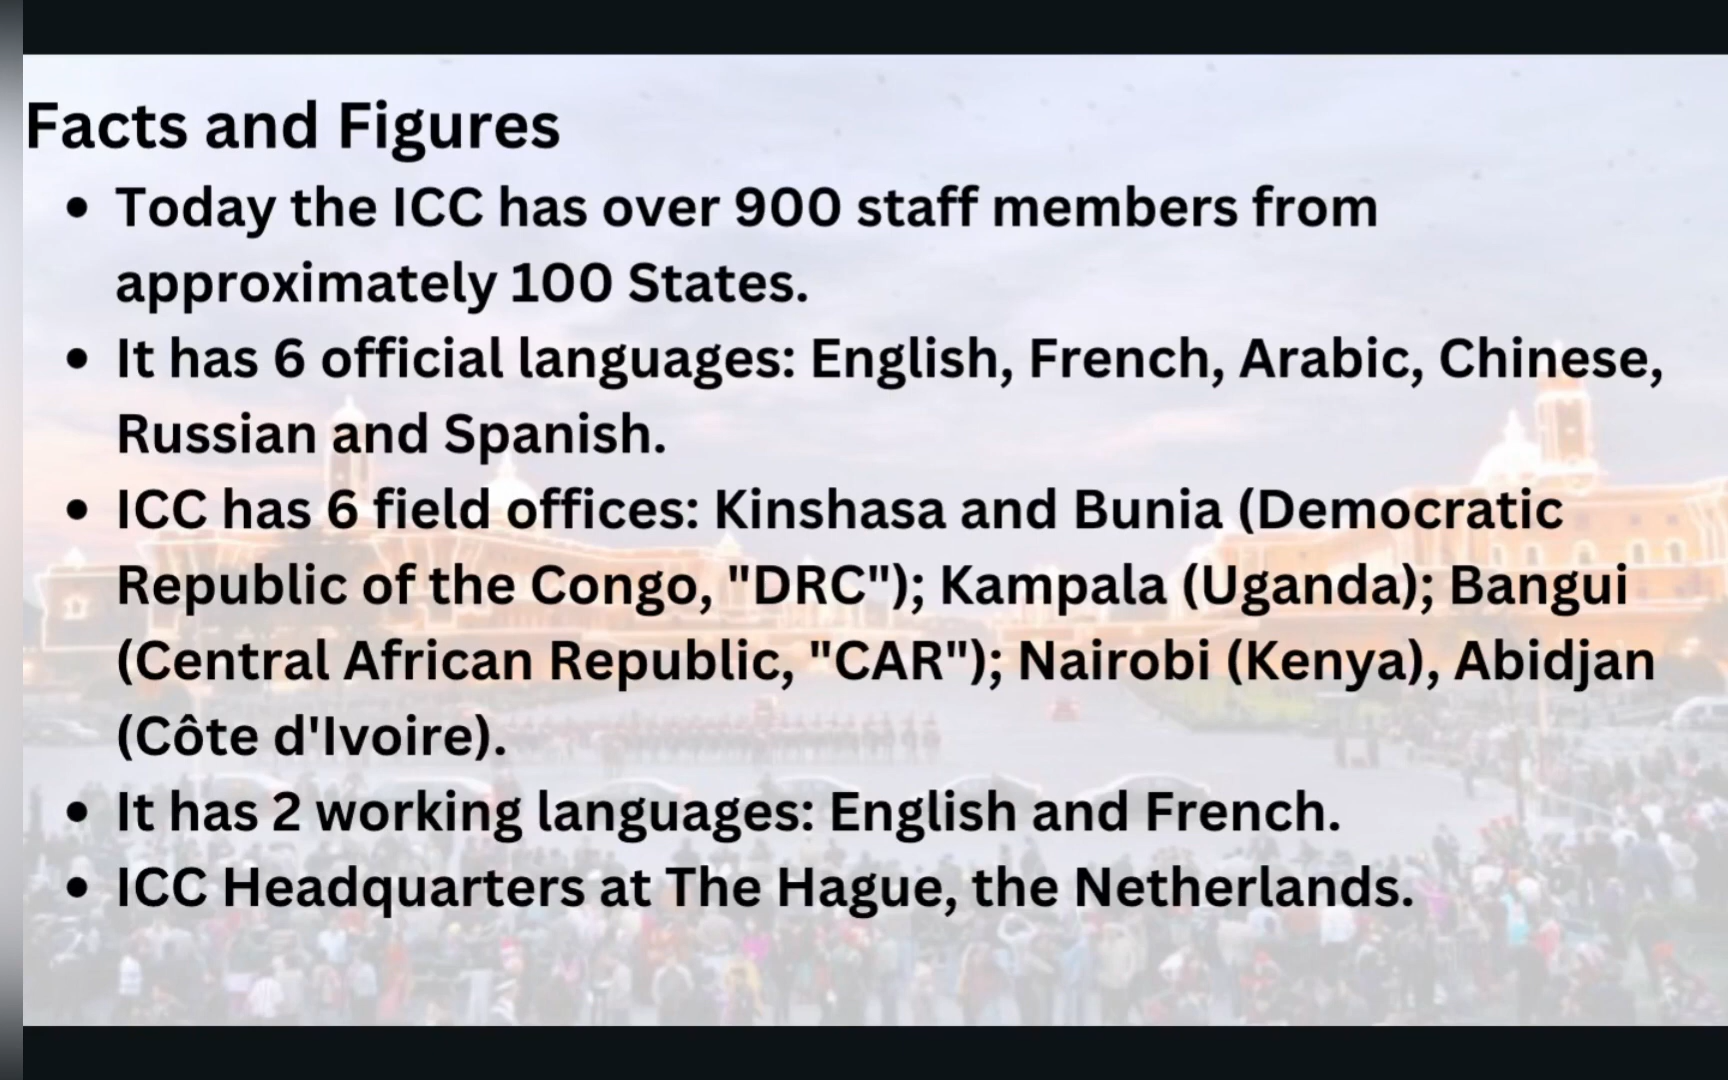 Facts and Figures
• Today the ICC has over 900 staff members from
approximately 100 States.
• It has 6 official languages: English, French, Arabic, Chinese,
Russian and Spanish.
• ICC has 6 field offices: Kinshasa and Bunia (Democratic
Republic of the Congo, "DRC"); Kampala (Uganda); Bangui
(Central African Republic, "CAR"); Nairobi (Kenya), Abidjan
(Côte d'Ivoire).
• It has 2 working languages: English and French.
• ICC Headquarters at The Hague, the Netherlands.